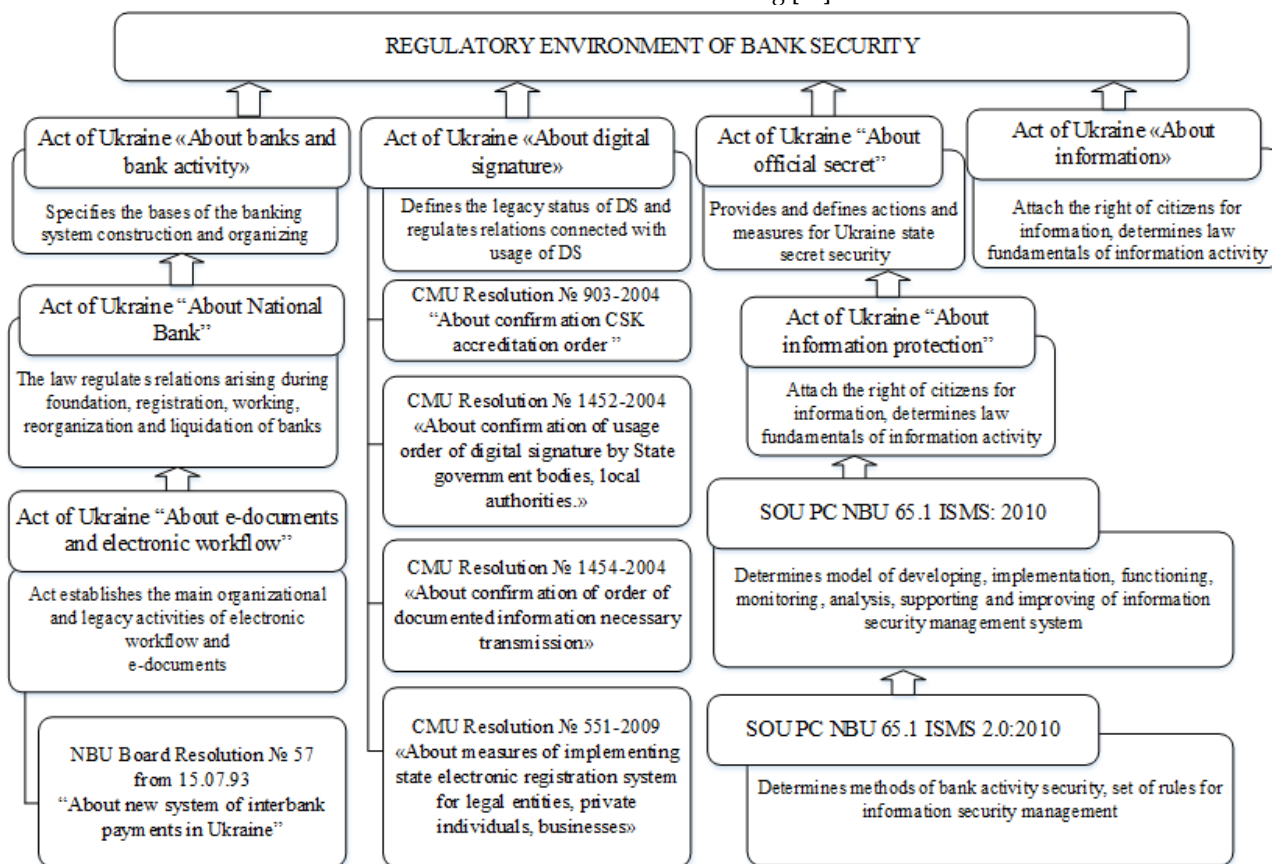 REGULATORY ENVIRONMENT OF BANK SECURITY
Act of Ukraine «About banks and
bank activity»
Specifies the bases of the banking
system construction and organizing
Act of Ukraine “About National
Bank”
The law regulates relations arising during
foundation, registration, working,
reorganization and liquidation of banks
Act of Ukraine “About e-documents
and electronic workflow”
Act establishes the main organizational
and legacy activities of electronic
workflow and
e-documents
NBU Board Resolution № 57
from 15.07.93
“About new system of interbank
payments in Ukraine”
Act of Ukraine «About digital
signature»
Defines the legacy status of DS and
regulates relations connected with
usage of DS
CMU Resolution № 903-2004
“About confirmation CSK
accreditation order ”
CMU Resolution № 1452-2004
«About confirmation of usage
order of digital signature by State
government bodies, local
authorities.»
CMU Resolution № 1454-2004
«About confirmation of order of
documented information necessary
transmission»
CMU Resolution № 551-2009
«About measures of implementing
state electronic registration system
for legal entities, private
individuals, businesses»
Act of Ukraine “About
official secret”
Provides and defines actions and
measures for Ukraine state
secret security
Act of Ukraine “About
information protection”
Attach the right of citizens for
information, determines law
fundamentals of information activity
SOU PC NBU 65.1 ISMS: 2010
Determines model of developing, implementation, functioning,
monitoring, analysis, supporting and improving of information
security management system
SOU PC NBU 65.1 ISMS 2.0:2010
Determines methods of bank activity security, set of rules for
information security management
Act of Ukraine «About
information»
Attach the right of citizens for
information, determines law
fundamentals of information activity